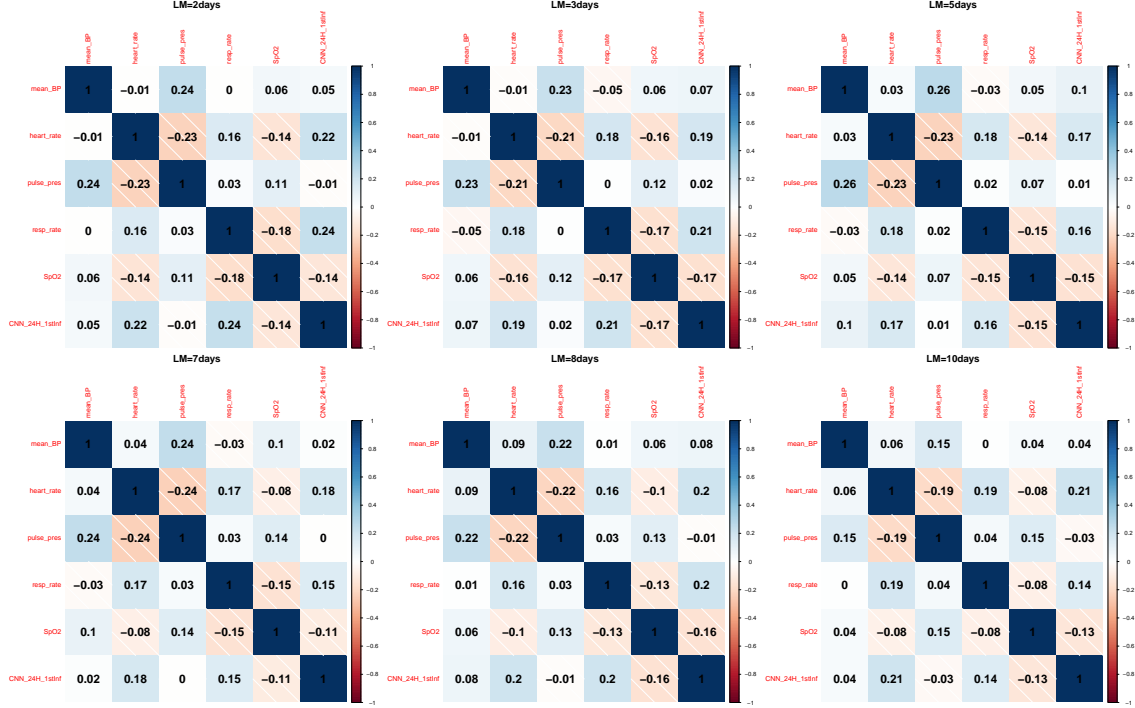 LM=2days
mean_BP heart_rate pulse_pres resp_rate SpO2 CNN_24H_1stInf
mean_BP 1 −0.01 0.24 0 0.06 0.05
heart_rate −0.01 1 −0.23 0.16 −0.14 0.22
pulse_pres 0.24 −0.23 1 0.03 0.11 −0.01
resp_rate 0 0.16 0.03 1 −0.18 0.24
SpO2 0.06 −0.14 0.11 −0.18 1 −0.14
CNN_24H_1stInf 0.05 0.22 −0.01 0.24 −0.14 1
1
0.8
0.6
0.4
0.2
0
−0.2
−0.4
−0.6
−0.8
−1
LM=3days
mean_BP heart_rate pulse_pres resp_rate SpO2 CNN_24H_1stInf
mean_BP 1 −0.01 0.23 −0.05 0.06 0.07
heart_rate −0.01 1 −0.21 0.18 −0.16 0.19
pulse_pres 0.23 −0.21 1 0 0.12 0.02
resp_rate −0.05 0.18 0 1 −0.17 0.21
SpO2 0.06 −0.16 0.12 −0.17 1 −0.17
CNN_24H_1stInf 0.07 0.19 0.02 0.21 −0.17 1
1
0.8
0.6
0.4
0.2
0
−0.2
−0.4
−0.6
−0.8
−1
LM=5days
mean_BP heart_rate pulse_pres resp_rate SpO2 CNN_24H_1stInf
mean_BP 1 0.03 0.26 −0.03 0.05 0.1
heart_rate 0.03 1 −0.23 0.18 −0.14 0.17
pulse_pres 0.26 −0.23 1 0.02 0.07 0.01
resp_rate −0.03 0.18 0.02 1 −0.15 0.16
SpO2 0.05 −0.14 0.07 −0.15 1 −0.15
CNN_24H_1stInf 0.1 0.17 0.01 0.16 −0.15 1
1
0.8
0.6
0.4
0.2
0
−0.2
−0.4
−0.6
−0.8
−1
LM=7days
mean_BP heart_rate pulse_pres resp_rate SpO2 CNN_24H_1stInf
mean_BP 1 0.04 0.24 −0.03 0.1 0.02
heart_rate 0.04 1 −0.24 0.17 −0.08 0.18
pulse_pres 0.24 −0.24 1 0.03 0.14 0
resp_rate −0.03 0.17 0.03 1 −0.15 0.15
SpO2 0.1 −0.08 0.14 −0.15 1 −0.11
CNN_24H_1stInf 0.02 0.18 0 0.15 −0.11 1
1
0.8
0.6
0.4
0.2
0
−0.2
−0.4
−0.6
−0.8
−1
LM=8days
mean_BP heart_rate pulse_pres resp_rate SpO2 CNN_24H_1stInf
mean_BP 1 0.09 0.22 0.01 0.06 0.08
heart_rate 0.09 1 −0.22 0.16 −0.1 0.2
pulse_pres 0.22 −0.22 1 0.03 0.13 −0.01
resp_rate 0.01 0.16 0.03 1 −0.13 0.2
SpO2 0.06 −0.1 0.13 −0.13 1 −0.16
CNN_24H_1stInf 0.08 0.2 −0.01 0.2 −0.16 1
1
0.8
0.6
0.4
0.2
0
−0.2
−0.4
−0.6
−0.8
−1
LM=10days
mean_BP heart_rate pulse_pres resp_rate SpO2 CNN_24H_1stInf
mean_BP 1 0.06 0.15 0 0.04 0.04
heart_rate 0.06 1 −0.19 0.19 −0.08 0.21
pulse_pres 0.15 −0.19 1 0.04 0.15 −0.03
resp_rate 0 0.19 0.04 1 −0.08 0.14
SpO2 0.04 −0.08 0.15 −0.08 1 −0.13
CNN_24H_1stInf 0.04 0.21 −0.03 0.14 −0.13 1
1
0.8
0.6
0.4
0.2
0
−0.2
−0.4
−0.6
−0.8
−1